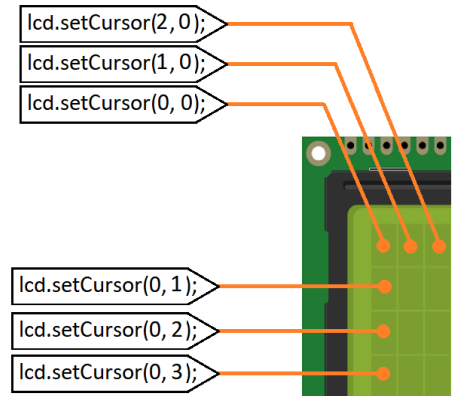 lcd.setCursor(2, 0);
lcd.setCursor(1, 0);
lcd.setCursor(0, 0);
lcd.setCursor(0, 1);
lcd.setCursor(0, 2);
lcd.setCursor(0, 3);